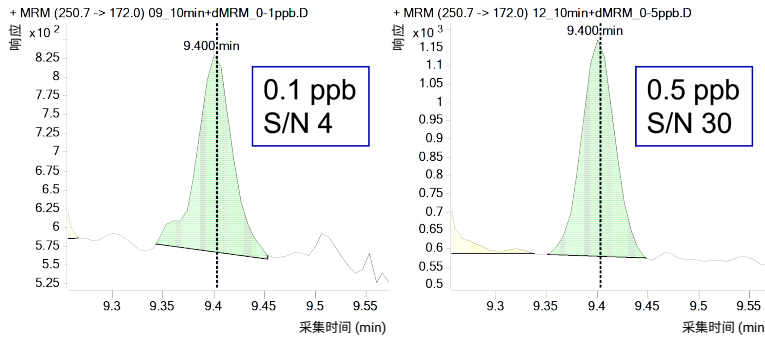 + MRM (250.7 -> 172.0) 09_10min+dMRM_0-1ppb.D
响应
x10 2
9.400 min
8.25
8
7.75
7.5
7.25
7
6.75
6.5
6.25
6
5.75
5.5
5.25
0.1 ppb
S/N 4
9.3
9.35
9.4
9.45
9.5
9.55
采集时间 (min)
+ MRM (250.7 -> 172.0) 12_10min+dMRM_0-5ppb.D
响应
x10 3
9.400 min
1.15
1.1
1.05
1
0.95
0.9
0.85
0.8
0.75
0.7
0.65
0.6
0.55
0.5
0.5 ppb
S/N 30
9.3
9.35
9.4
9.45
9.5
9.55
采集时间 (min)